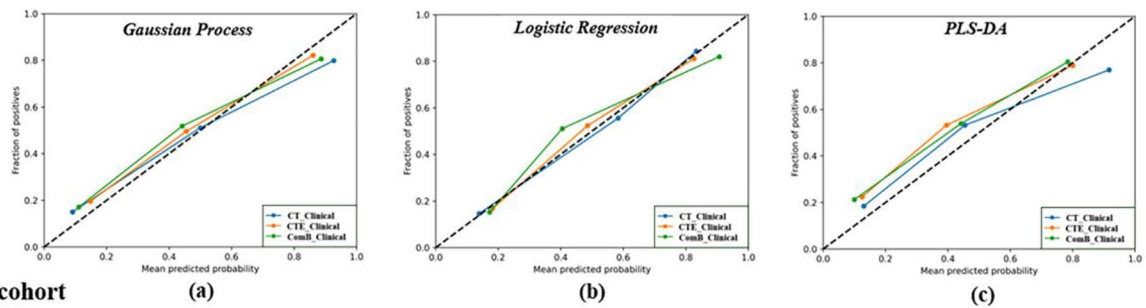 Gaussian Process
1.0
0.8
0.6
0.4
0.2
0.0
Fraction of positives
0.0 0.2 0.4 0.6 0.8 1.0
Mean predicted probability
CT_Clinical
CTE_Clinical
ComB_Clinical
(a)
Logistic Regression
1.0
0.8
0.6
0.4
0.2
0.0
Fraction of positives
0.0 0.2 0.4 0.6 0.8 1.0
Mean predicted probability
CT_Clinical
CTE_Clinical
ComB_Clinical
(b)
PLS-DA
1.0
0.8
0.6
0.4
0.2
0.0
Fraction of positives
0.0 0.2 0.4 0.6 0.8 1.0
Mean predicted probability
CT_Clinical
CTE_Clinical
ComB_Clinical
(c)
cohort